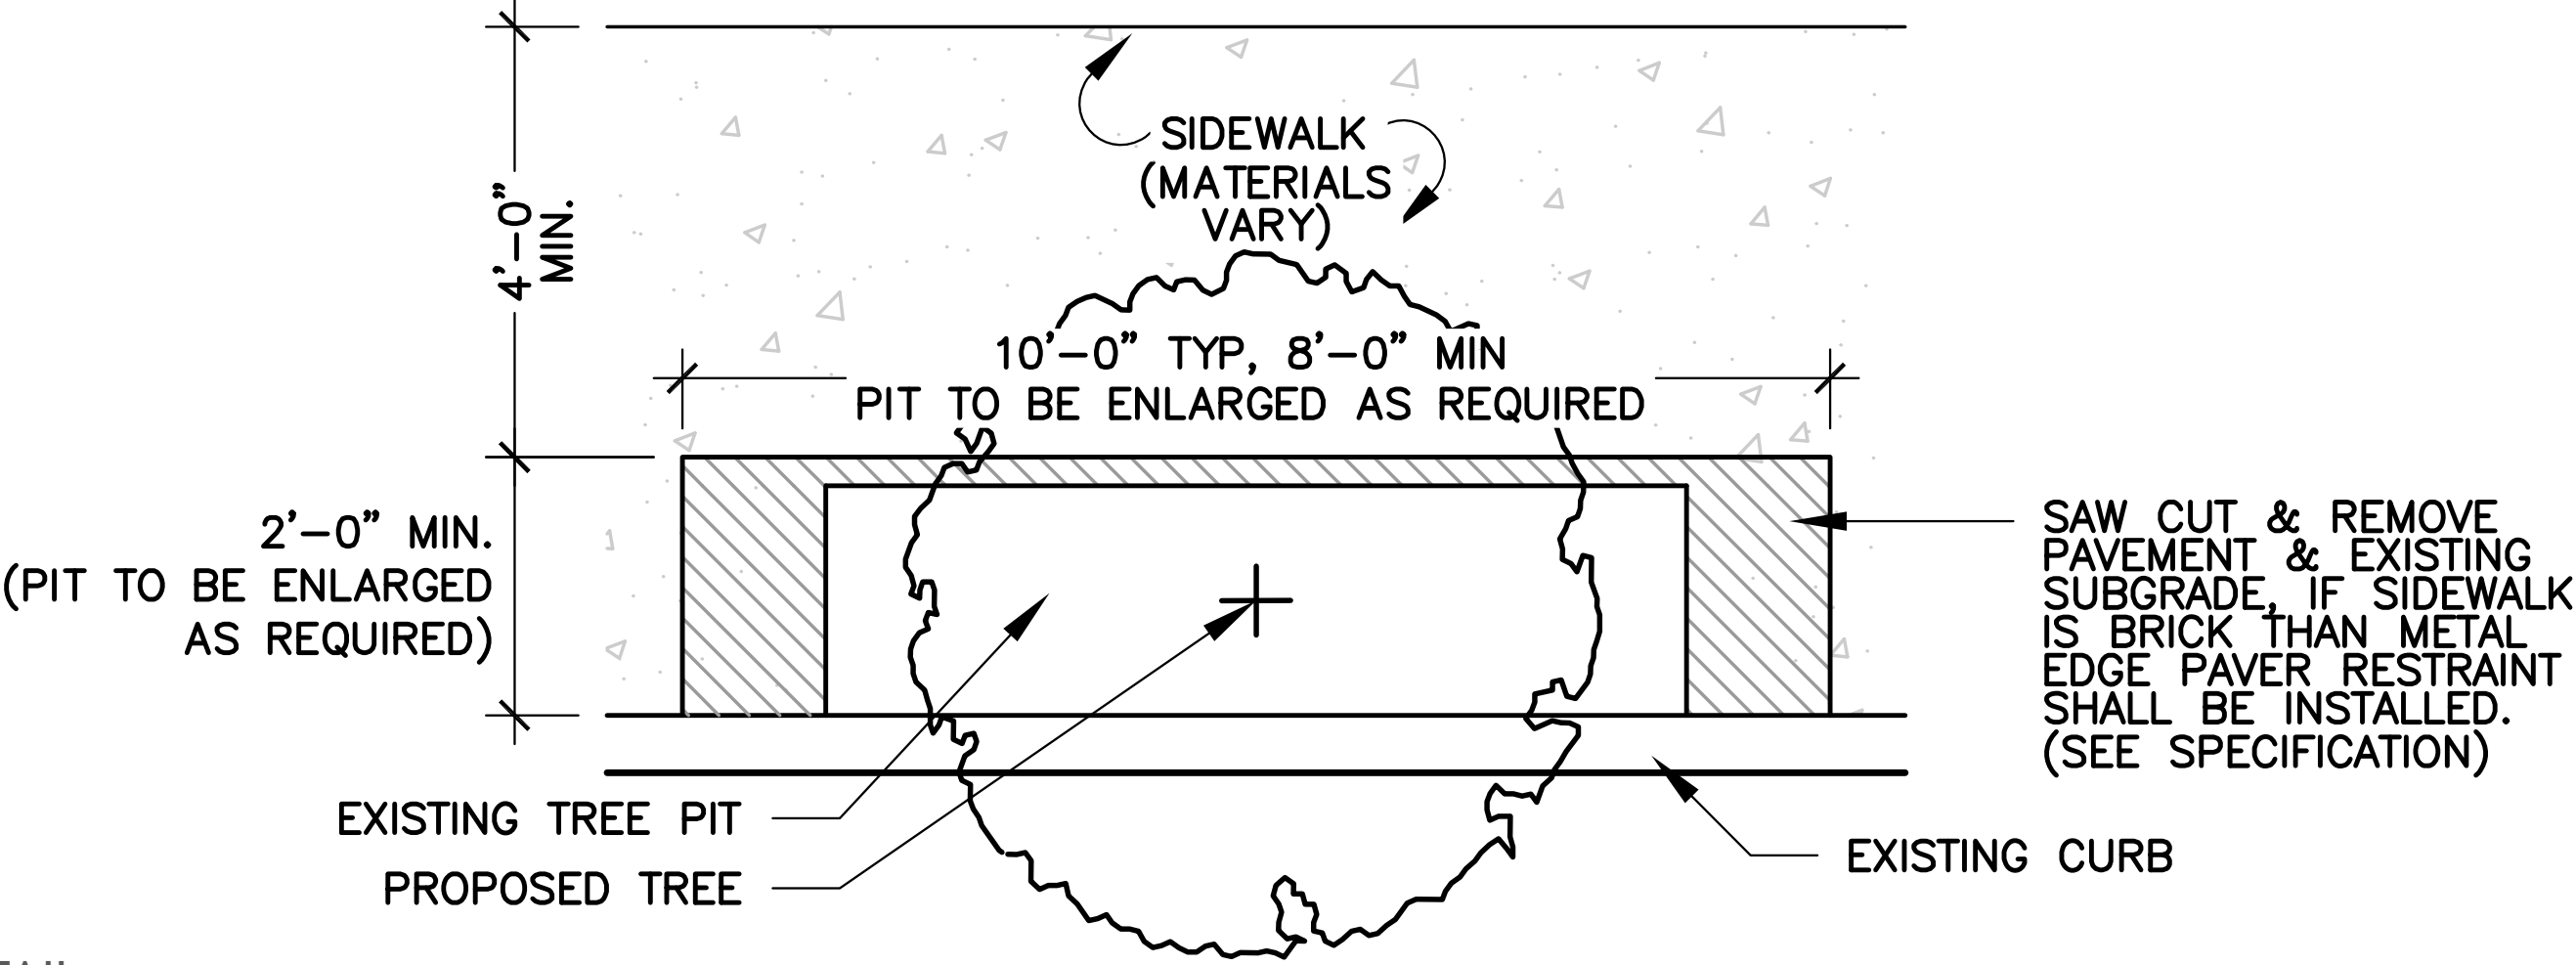 4'-0"
MIN.
SIDEWALK
(MATERIALS
VARY)
10'-0" TYP, 8'-0" MIN
PIT TO BE ENLARGED AS REQUIRED
2'-0" MIN.
(PIT TO BE ENLARGED
AS REQUIRED)
SAW CUT & REMOVE
PAVEMENT & EXISTING
SUBGRADE, IF SIDEWALK
IS BRICK THAN METAL
EDGE PAVER RESTRAINT
SHALL BE INSTALLED.
(SEE SPECIFICATION)
EXISTING TREE PIT
PROPOSED TREE
EXISTING CURB